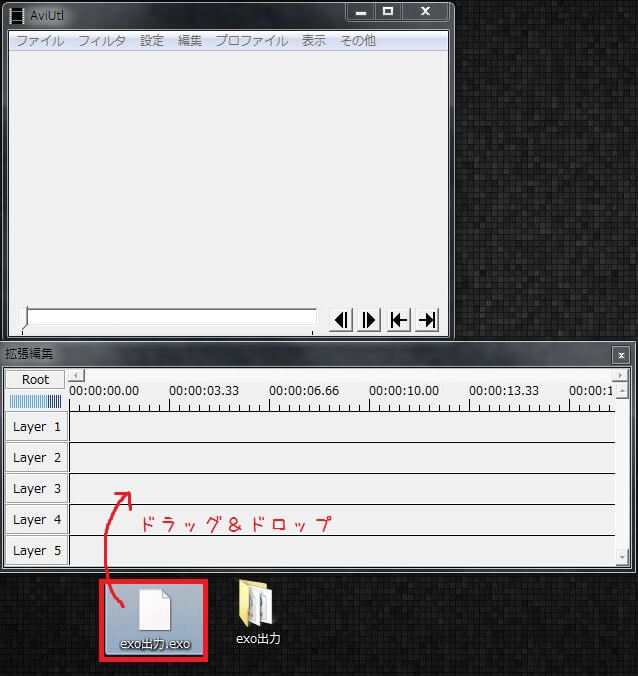 AviUtl
ファイル フィルタ 設定 編集 プロファイル 表示 その他
拡張編集
Root
00:00:00.00 00:00:03.33 00:00:06.66 00:00:10.00 00:00:13.33 00:00:1
Layer 1
Layer 2
Layer 3
ドラッグ&ドロップ
Layer 4
Layer 5
exo出力.exo
exo出力